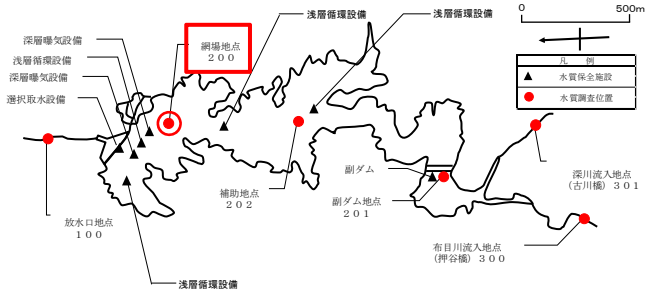 浅層循環設備
浅層循環設備
0
500m
深層曝気設備
浅層循環設備
深層曝気設備
選択取水設備
網場地点
200
凡 例
水質保全施設
水質調査位置
副ダム
補助地点
202
副ダム地点
201
深川流入地点
(古川橋) 301
放水口地点
100
布目川流入地点
(押谷橋) 300
浅層循環設備